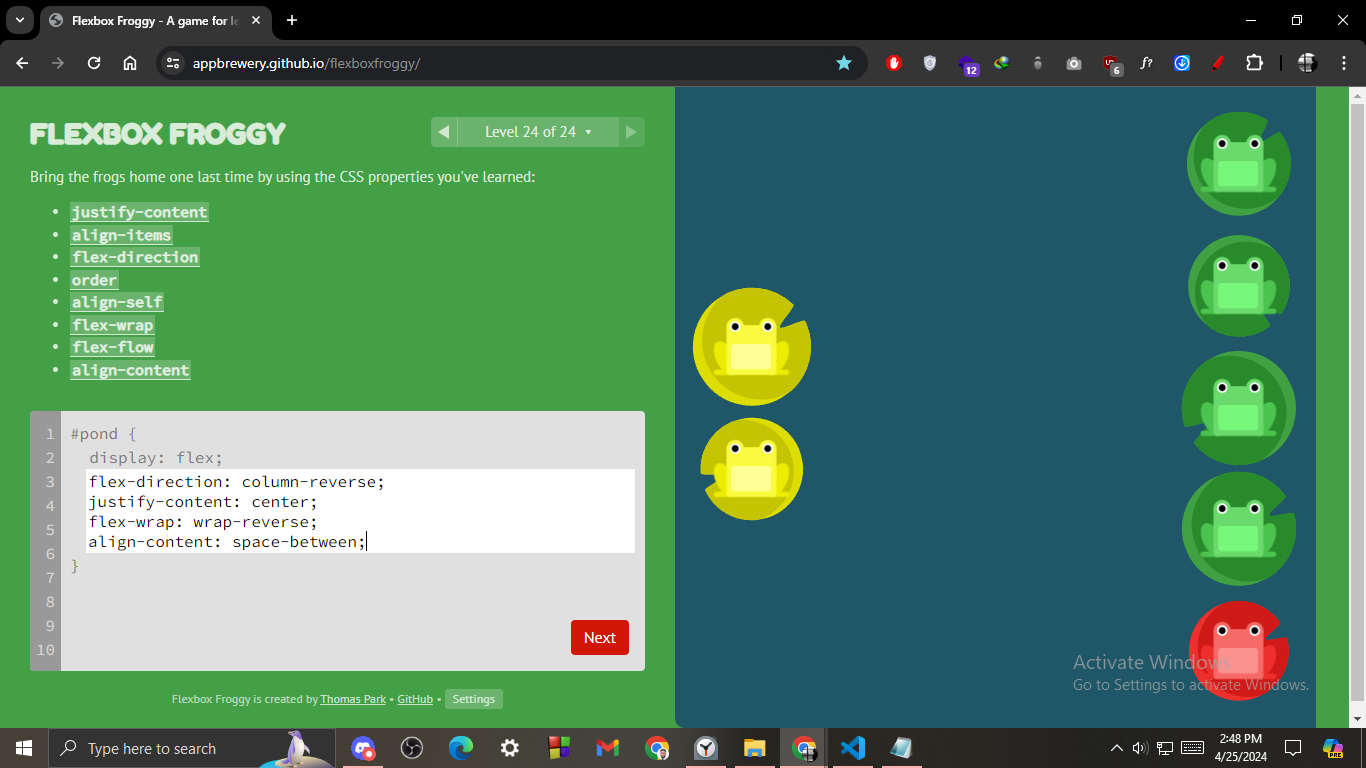 Flexbox Froggy - A game for le
appbrewery.github.io/flexboxfroggy/
12
6
f?
FLEXBOX FROGGY
Level 24 of 24
Bring the frogs home one last time by using the CSS properties you've learned:
justify-content
align-items
flex-direction
order
align-self
flex-wrap
flex-flow
align-content
1 #pond {
2 display: flex;
3 flex-direction: column-reverse;
4 justify-content: center;
5 flex-wrap: wrap-reverse;
6 align-content: space-between;
7 }
8
9
10
Next
Flexbox Froggy is created by Thomas Park • GitHub • Settings
Activate Windows
Go to Settings to activate Windows.
Type here to search
2:48 PM
4/25/2024
PRE